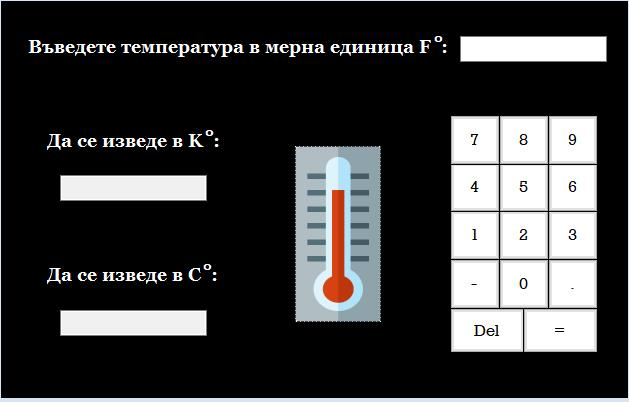 Въведете температура в мерна единица F°:
Да се изведе в K°:
Да се изведе в C°:
7 8 9
4 5 6
1 2 3
- 0 .
Del =